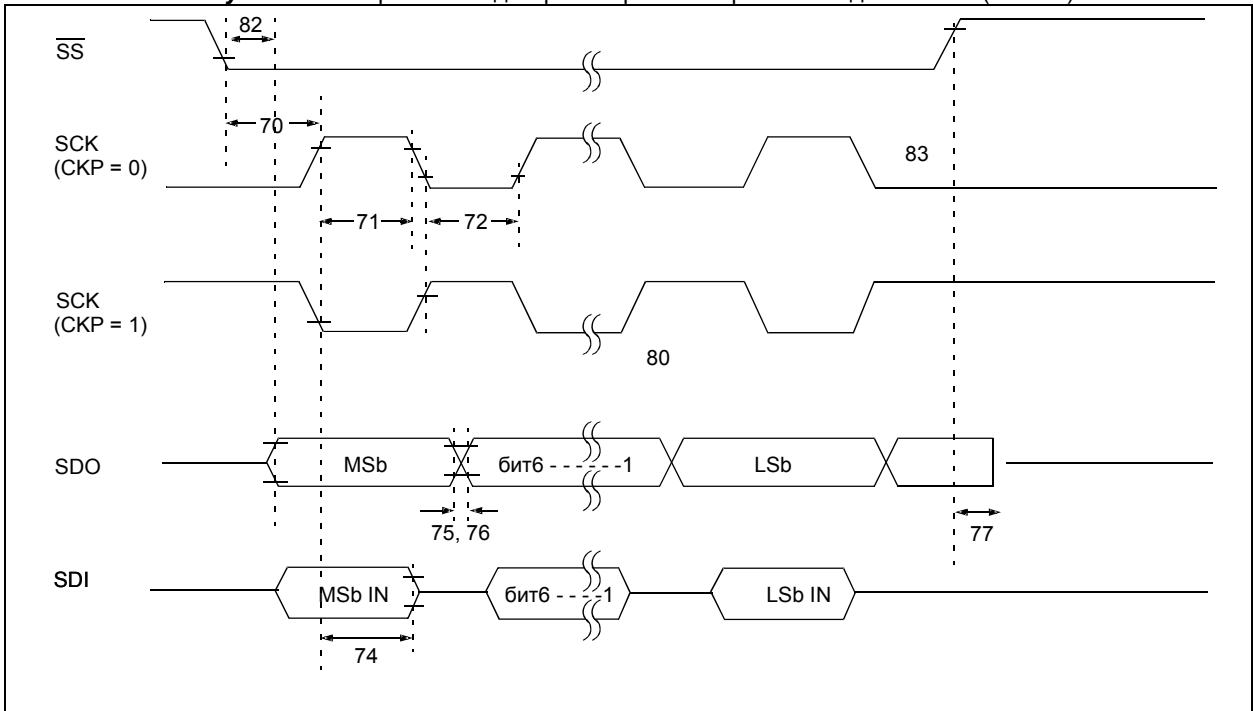 82
SS
70
SCK
(CKP = 0)
83
71
72
SCK
(CKP = 1)
80
SDO
MSb
бит6 - - - - - - -1
LSb
75, 76
77
SDI
MSb IN
бит6 - - - - -1
LSb IN
74